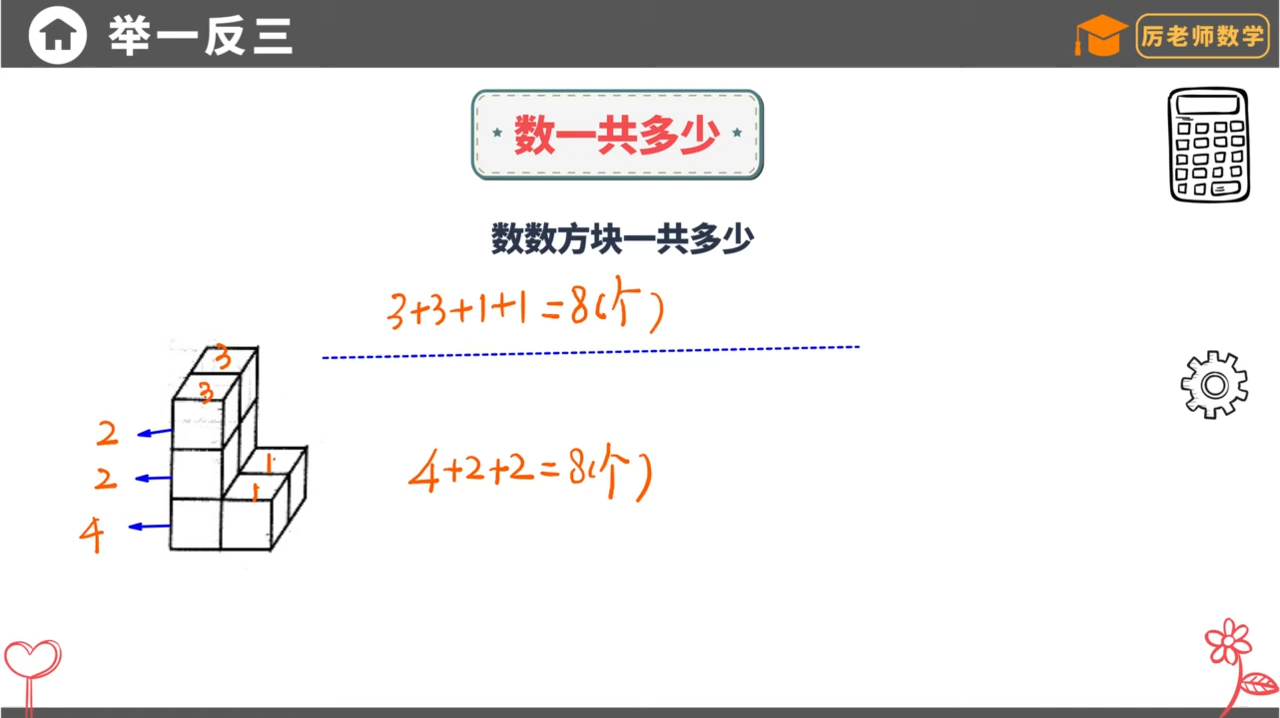 举一反三
厉老师数学
数一共多少
数数方块一共多少
3+3+1+1=8(个)
3
3
2
2
1
1
4
4+2+2=8(个)